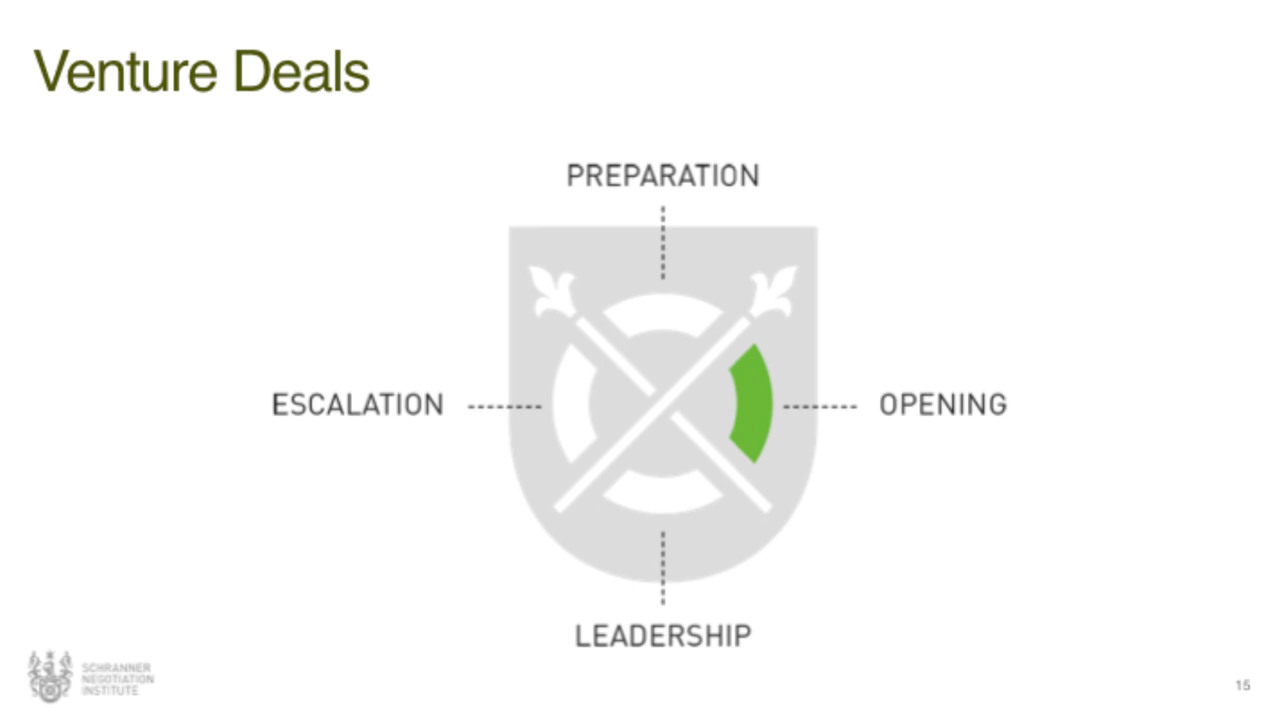 Venture Deals
PREPARATION
ESCALATION
OPENING
LEADERSHIP
SCHRANNER
NEGOTIATION
INSTITUTE
15